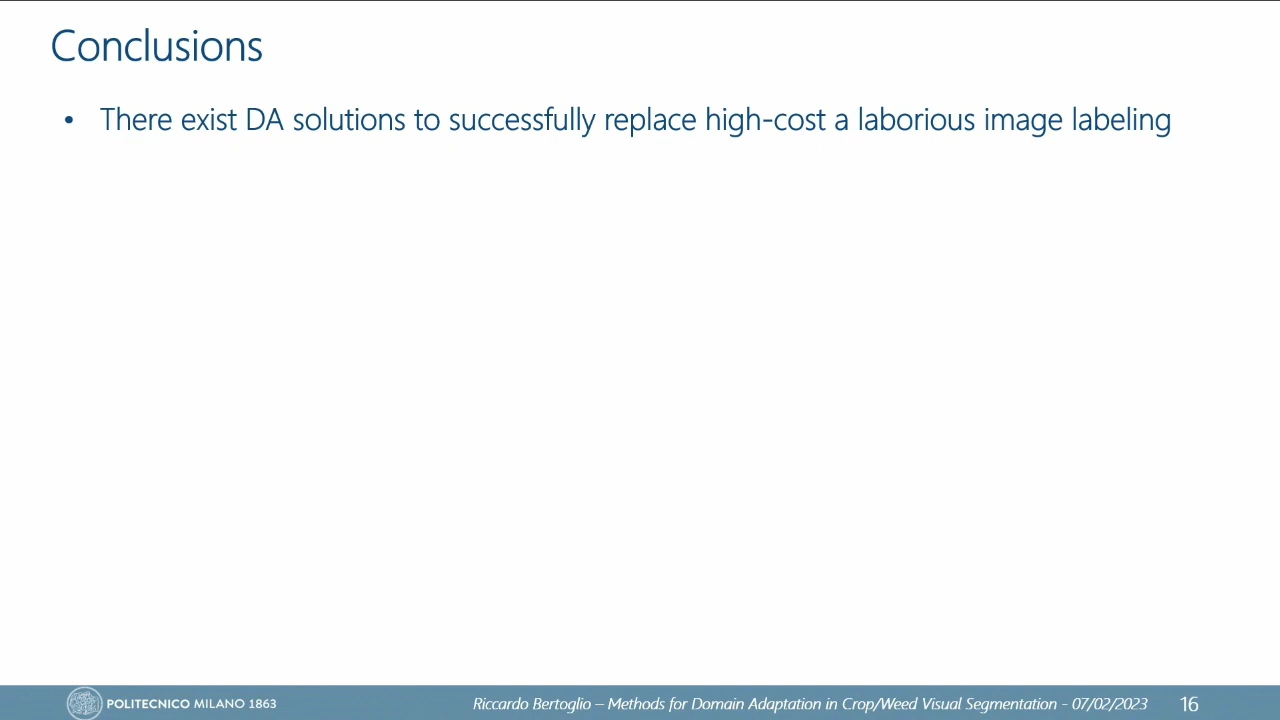 Conclusions
• There exist DA solutions to successfully replace high-cost a laborious image labeling
POLITECNICO MILANO 1863
Riccardo Bertoglio – Methods for Domain Adaptation in Crop/Weed Visual Segmentation - 07/02/2023
16